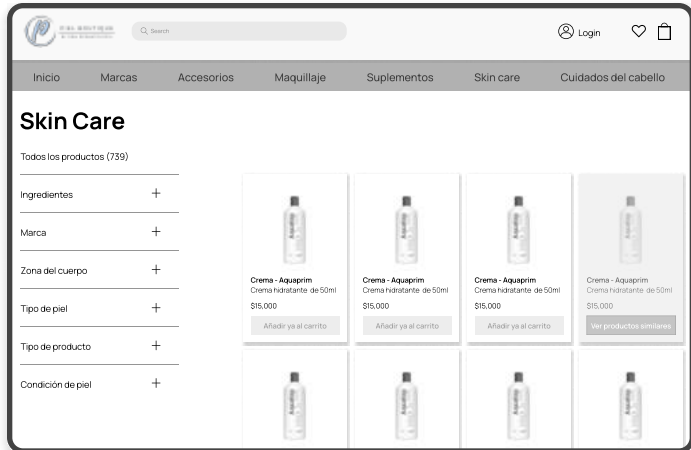 Search
Login
Inicio Marcas Accesorios Maquillaje Suplementos Skin care Cuidados del cabello
Skin Care
Todos los productos (739)
Ingredientes +
Marca +
Zona del cuerpo +
Tipo de piel +
Tipo de producto +
Condición de piel +
Crema - Aquaprim
Crema hidratante de 50ml
$15,000
Añadir ya al carrito
Crema - Aquaprim
Crema hidratante de 50ml
$15,000
Añadir ya al carrito
Crema - Aquaprim
Crema hidratante de 50ml
$15,000
Añadir ya al carrito
Crema - Aquaprim
Crema hidratante de 50ml
$15,000
Ver productos similares